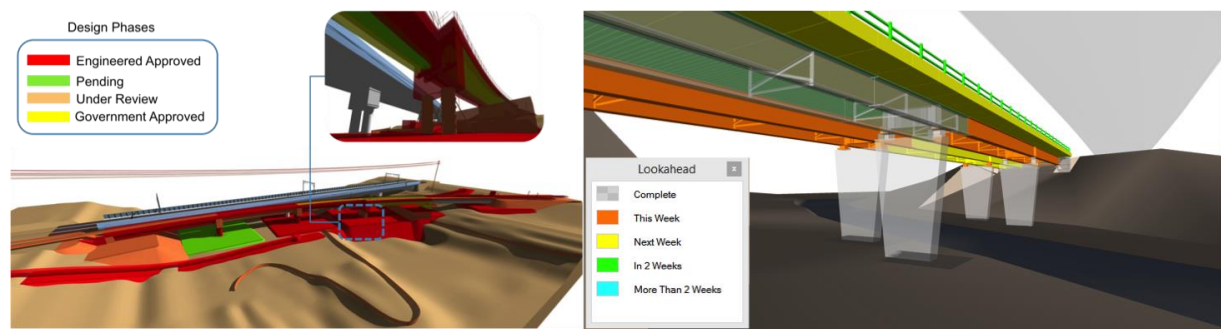 Design Phases
Engineered Approved
Pending
Under Review
Government Approved
Lookahead
x
Complete
This Week
Next Week
In 2 Weeks
More Than 2 Weeks